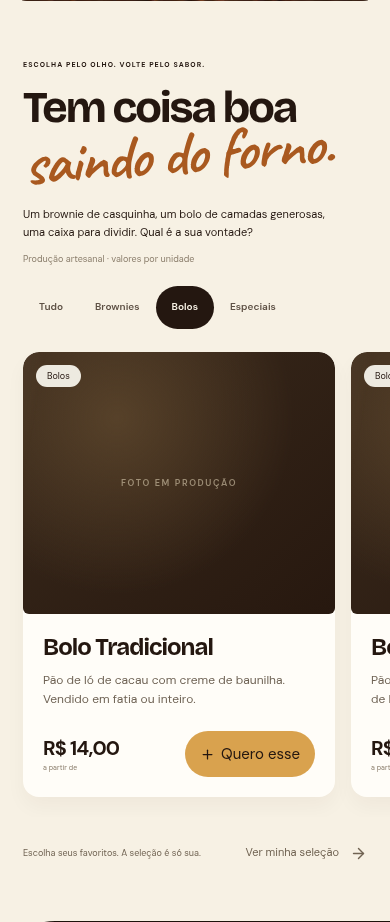 ESCOLHA PELO OLHO. VOLTE PELO SABOR.
Tem coisa boa
saindo do forno.
Um brownie de casquinha, um bolo de camadas generosas,
uma caixa para dividir. Qual é a sua vontade?
Produção artesanal · valores por unidade
Tudo Brownies Bolos Especiais
Bolos
FOTO EM PRODUÇÃO
Bolo Tradicional
Pão de ló de cacau com creme de baunilha.
Vendido em fatia ou inteiro.
R$ 14,00
a partir de
+ Quero esse
Escolha seus favoritos. A seleção é só sua.
Ver minha seleção →